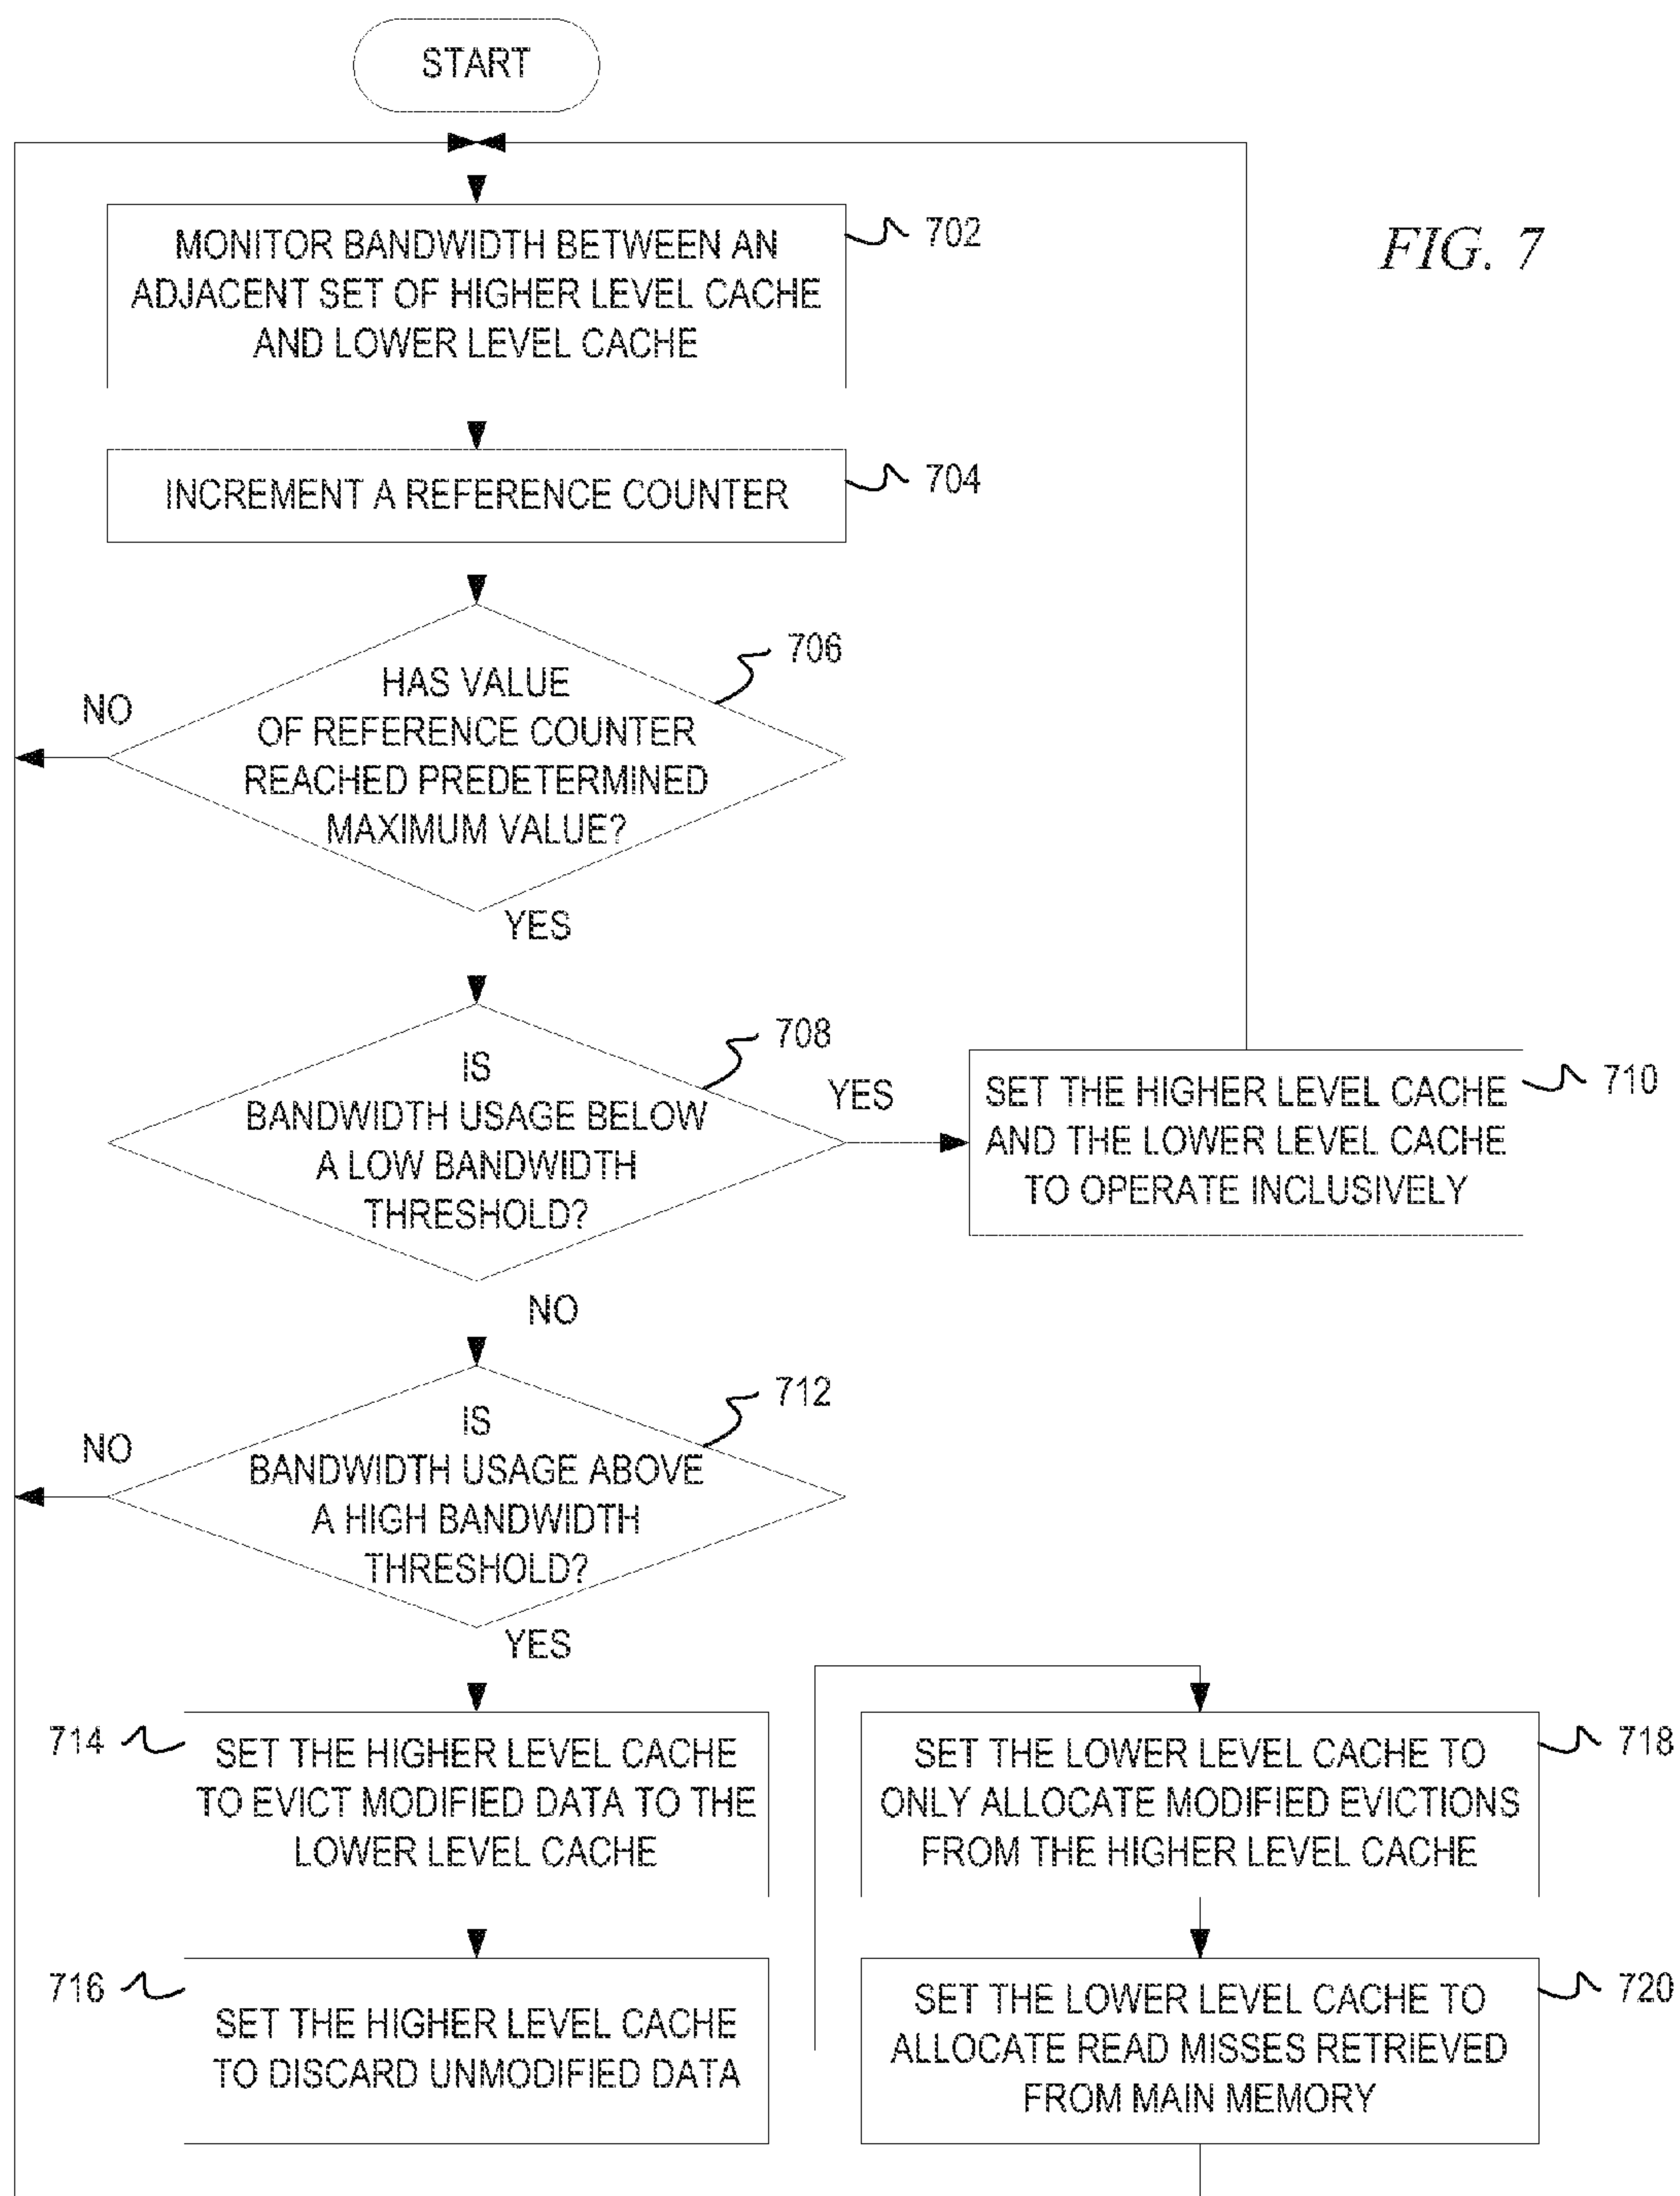 START
FIG. 7
MONITOR BANDWIDTH BETWEEN AN
ADJACENT SET OF HIGHER LEVEL CACHE
AND LOWER LEVEL CACHE
702
INCREMENT A REFERENCE COUNTER
704
706
HAS VALUE
OF REFERENCE COUNTER
REACHED PREDETERMINED
MAXIMUM VALUE?
NO
YES
708
IS
BANDWIDTH USAGE BELOW
A LOW BANDWIDTH
THRESHOLD?
YES
NO
SET THE HIGHER LEVEL CACHE
AND THE LOWER LEVEL CACHE
TO OPERATE INCLUSIVELY
710
712
IS
BANDWIDTH USAGE ABOVE
A HIGH BANDWIDTH
THRESHOLD?
NO
YES
714
SET THE HIGHER LEVEL CACHE
TO EVICT MODIFIED DATA TO THE
LOWER LEVEL CACHE
716
SET THE HIGHER LEVEL CACHE
TO DISCARD UNMODIFIED DATA
SET THE LOWER LEVEL CACHE TO
ONLY ALLOCATE MODIFIED EVICTIONS
FROM THE HIGHER LEVEL CACHE
718
SET THE LOWER LEVEL CACHE TO
ALLOCATE READ MISSES RETRIEVED
FROM MAIN MEMORY
720